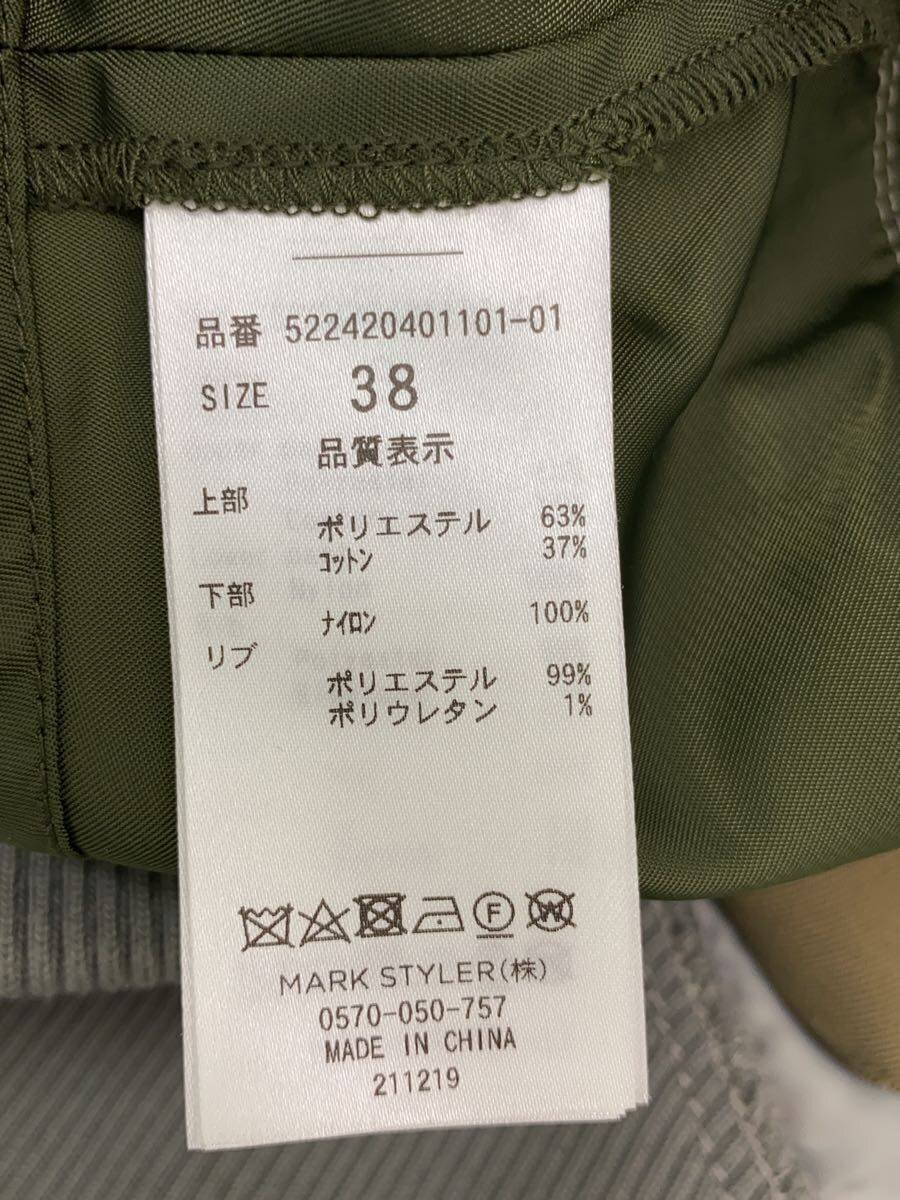 品番 522420401101-01
SIZE 38
品質表示
上部
ポリエステル 63%
コットン 37%
下部
ナイロン 100%
リブ
ポリエステル 99%
ポリウレタン 1%
F W
MARK STYLER(株)
0570-050-757
MADE IN CHINA
211219